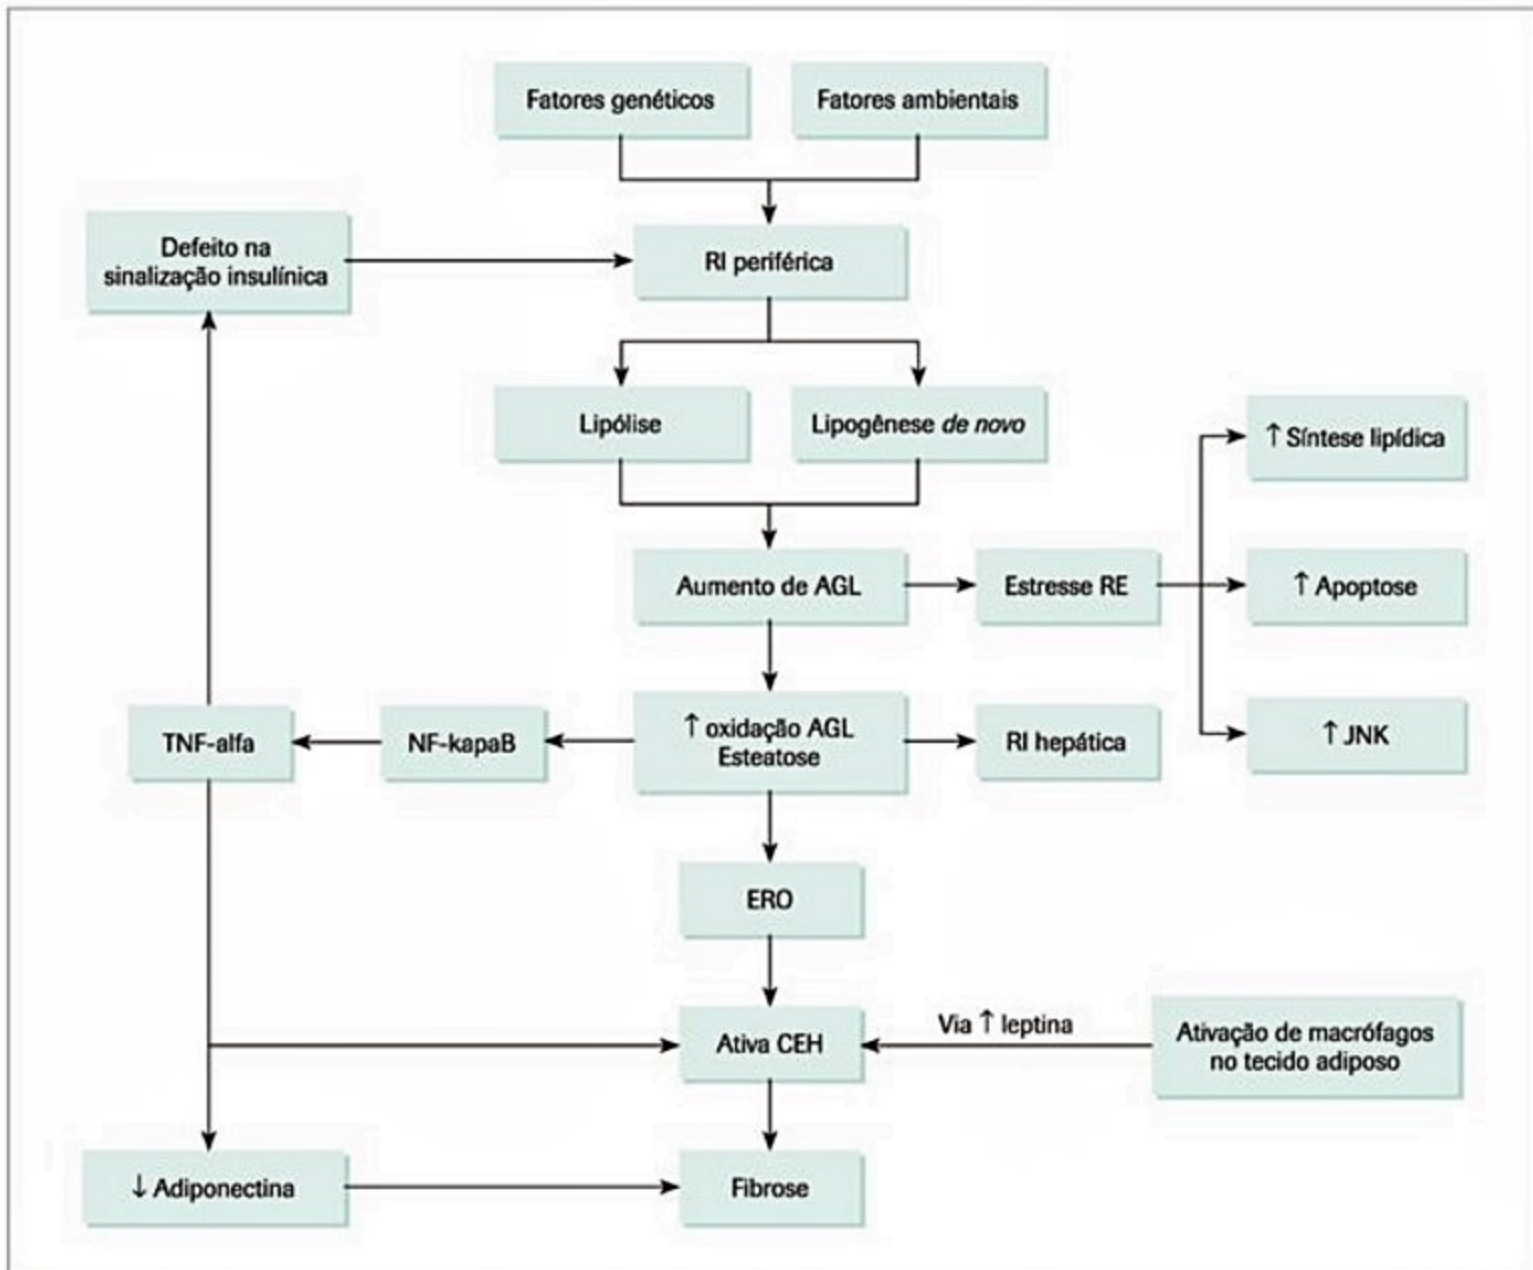 Fatores genéticos
Fatores ambientais
Defeito na
sinalização insulínica
RI periférica
Lipólise
Lipogênese de novo
↑ Síntese lipídica
Aumento de AGL
Estresse RE
↑ Apoptose
TNF-alfa
NF-kapaB
↑ oxidação AGL
Esteatose
RI hepática
↑ JNK
ERO
Ativa CEH
Via ↑ leptina
Ativação de macrófagos
no tecido adiposo
↓ Adiponectina
Fibrose